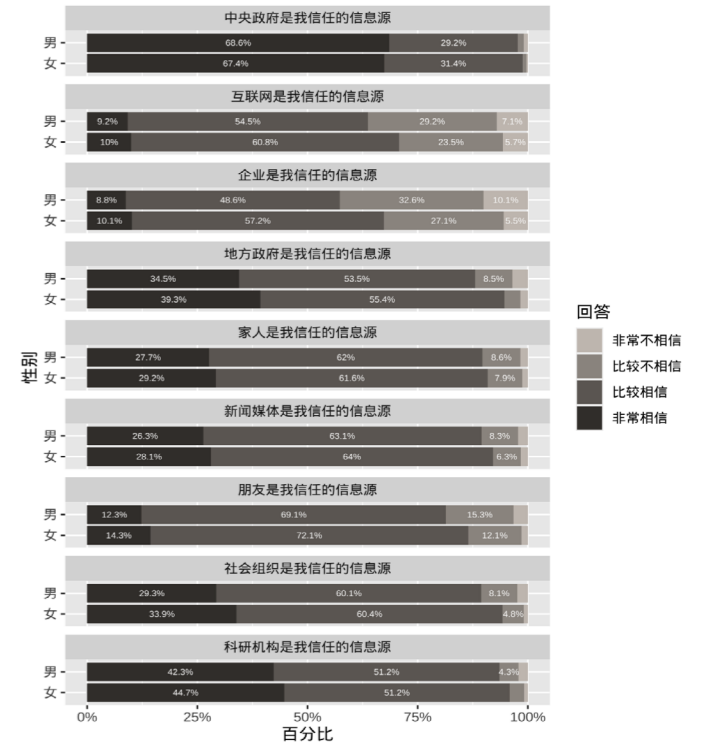 中央政府是我信任的信息源
男
68.6% 29.2%
女
67.4% 31.4%
互联网是我信任的信息源
男
9.2% 54.5% 29.2% 7.1%
女
10% 60.8% 23.5% 5.7%
企业是我信任的信息源
男
8.8% 48.6% 32.6% 10.1%
女
10.1% 57.2% 27.1% 5.5%
地方政府是我信任的信息源
男
34.5% 53.5% 8.5%
女
39.3% 55.4%
家人是我信任的信息源
男
27.7% 62% 8.6%
女
29.2% 61.6% 7.9%
新闻媒体是我信任的信息源
男
26.3% 63.1% 8.3%
女
28.1% 64% 6.3%
朋友是我信任的信息源
男
12.3% 69.1% 15.3%
女
14.3% 72.1% 12.1%
社会组织是我信任的信息源
男
29.3% 60.1% 8.1%
女
33.9% 60.4% 4.8%
科研机构是我信任的信息源
男
42.3% 51.2% 4.3%
女
44.7% 51.2%
0% 25% 50% 75% 100%
百分比
性别
回答
非常不相信
比较不相信
比较相信
非常相信